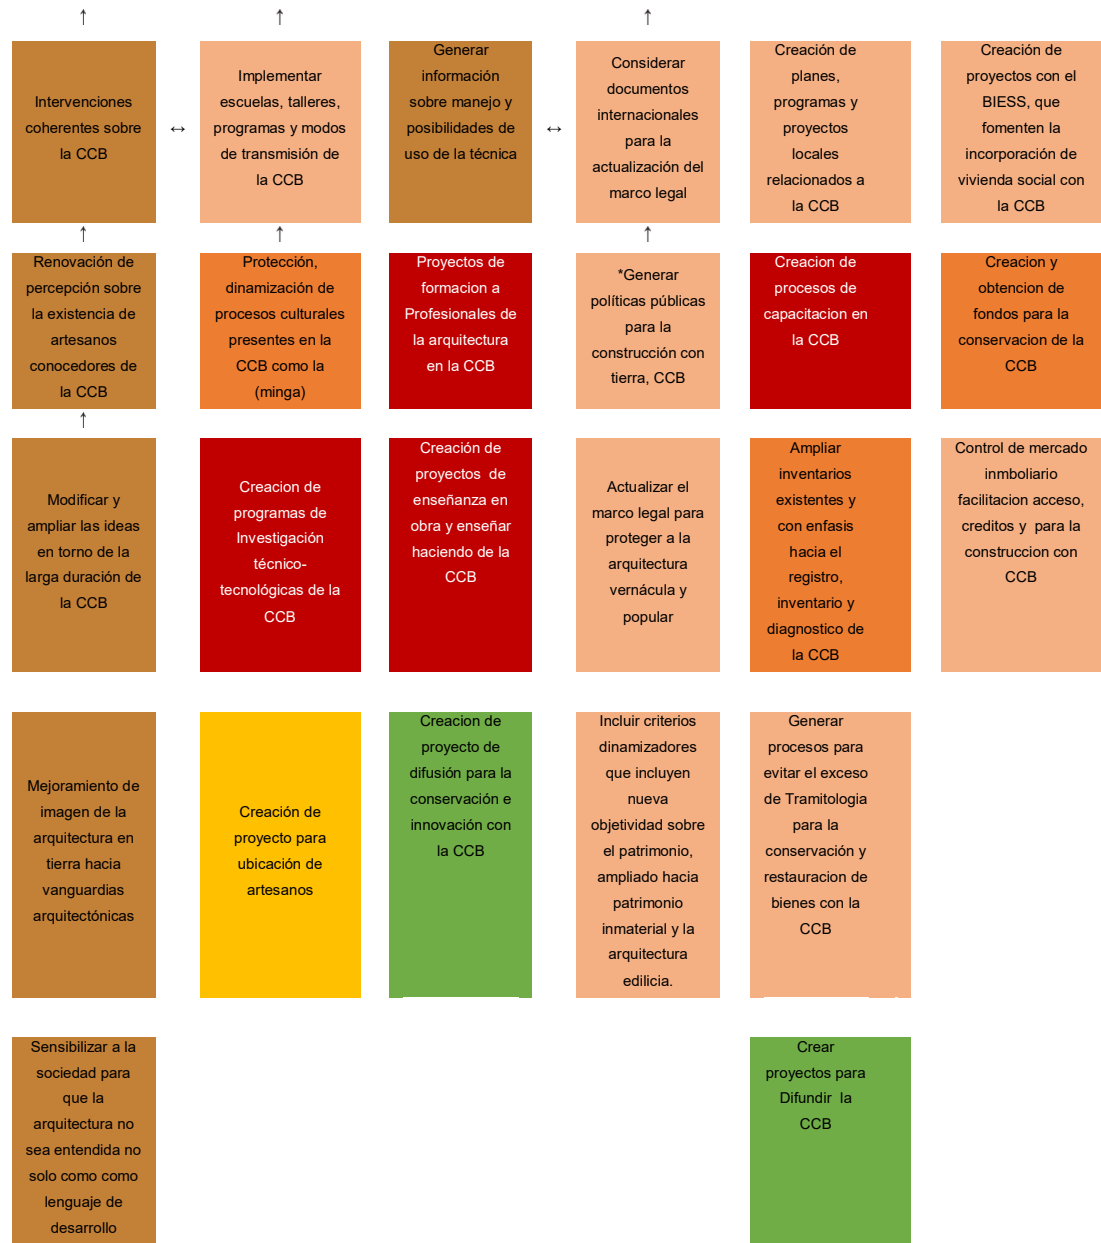 ↑
↑
↑
Intervenciones
coherentes sobre
la CCB
↔
Implementar
escuelas, talleres,
programas y modos
de transmisión de
la CCB
Generar
información
sobre manejo y
posibilidades de
uso de la técnica
↔
Considerar
documentos
internacionales
para la
actualización del
marco legal
Creación de
planes,
programas y
proyectos
locales
relacionados a
la CCB
Creación de
proyectos con el
BIESS, que
fomenten la
incorporación de
vivienda social con
la CCB
↑
↑
↑
Renovación de
percepción sobre
la existencia de
artesanos
conocedores de
la CCB
Protección,
dinamización de
procesos culturales
presentes en la
CCB como la
(minga)
Proyectos de
formacion a
Profesionales de
la arquitectura
en la CCB
*Generar
políticas públicas
para la
construcción con
tierra, CCB
Creacion de
procesos de
capacitacion en
la CCB
Creacion y
obtencion de
fondos para la
conservacion de la
CCB
↑
Modificar y
ampliar las ideas
en torno de la
larga duración de
la CCB
Creacion de
programas de
Investigación
técnico-
tecnológicas de la
CCB
Creación de
proyectos de
enseñanza en
obra y enseñar
haciendo de la
CCB
Actualizar el
marco legal para
proteger a la
arquitectura
vernácula y
popular
Ampliar
inventarios
existentes y
con enfasis
hacia el
registro,
inventario y
diagnostico de
la CCB
Control de mercado
inmboliario
facilitacion acceso,
creditos y para la
construccion con
CCB
Mejoramiento de
imagen de la
arquitectura en
tierra hacia
vanguardias
arquitectónicas
Creación de
proyecto para
ubicación de
artesanos
Creacion de
proyecto de
difusión para la
conservación e
innovación con
la CCB
Incluir criterios
dinamizadores
que incluyen
nueva
objetividad sobre
el patrimonio,
ampliado hacia
patrimonio
inmaterial y la
arquitectura
edilicia.
Generar
procesos para
evitar el exceso
de Tramitologia
para la
conservación y
restauracion de
bienes con la
CCB
Sensibilizar a la
sociedad para
que la
arquitectura no
sea entendida no
solo como como
lenguaje de
desarrollo
Crear
proyectos para
Difundir la
CCB